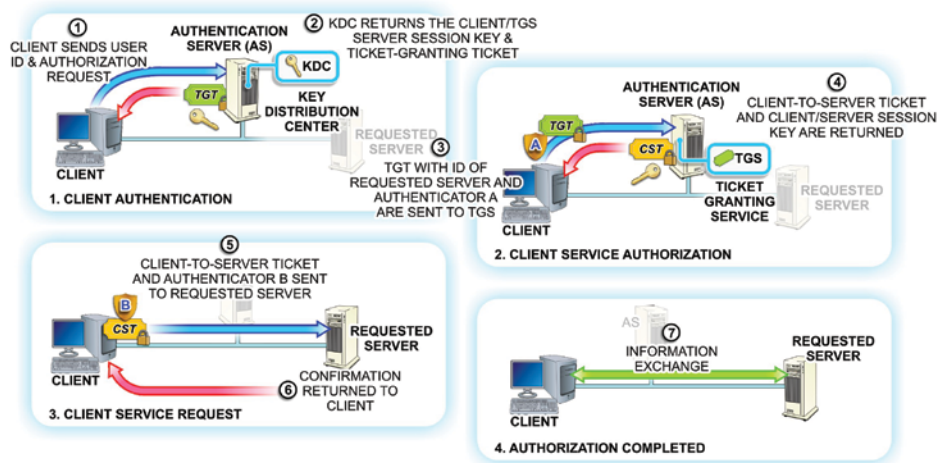 ①
CLIENT SENDS USER
ID & AUTHORIZATION
REQUEST
AUTHENTICATION
SERVER (AS)
②
KDC RETURNS THE CLIENT/TGS
SERVER SESSION KEY &
TICKET-GRANTING TICKET
KDC
KEY
DISTRIBUTION
CENTER
TGT
CLIENT
REQUESTED
SERVER
1. CLIENT AUTHENTICATION
③
TGT WITH ID OF
REQUESTED SERVER AND
AUTHENTICATOR A
ARE SENT TO TGS
AUTHENTICATION
SERVER (AS)
④
CLIENT-TO-SERVER TICKET
AND CLIENT/SERVER SESSION
KEY ARE RETURNED
A
TGT
CST
TGS
TICKET
GRANTING
SERVICE
REQUESTED
SERVER
CLIENT
2. CLIENT SERVICE AUTHORIZATION
⑤
CLIENT-TO-SERVER TICKET
AND AUTHENTICATOR B SENT
TO REQUESTED SERVER
B
CST
REQUESTED
SERVER
CLIENT
⑥
CONFIRMATION
RETURNED TO
CLIENT
3. CLIENT SERVICE REQUEST
AS
⑦
INFORMATION
EXCHANGE
REQUESTED
SERVER
CLIENT
4. AUTHORIZATION COMPLETED